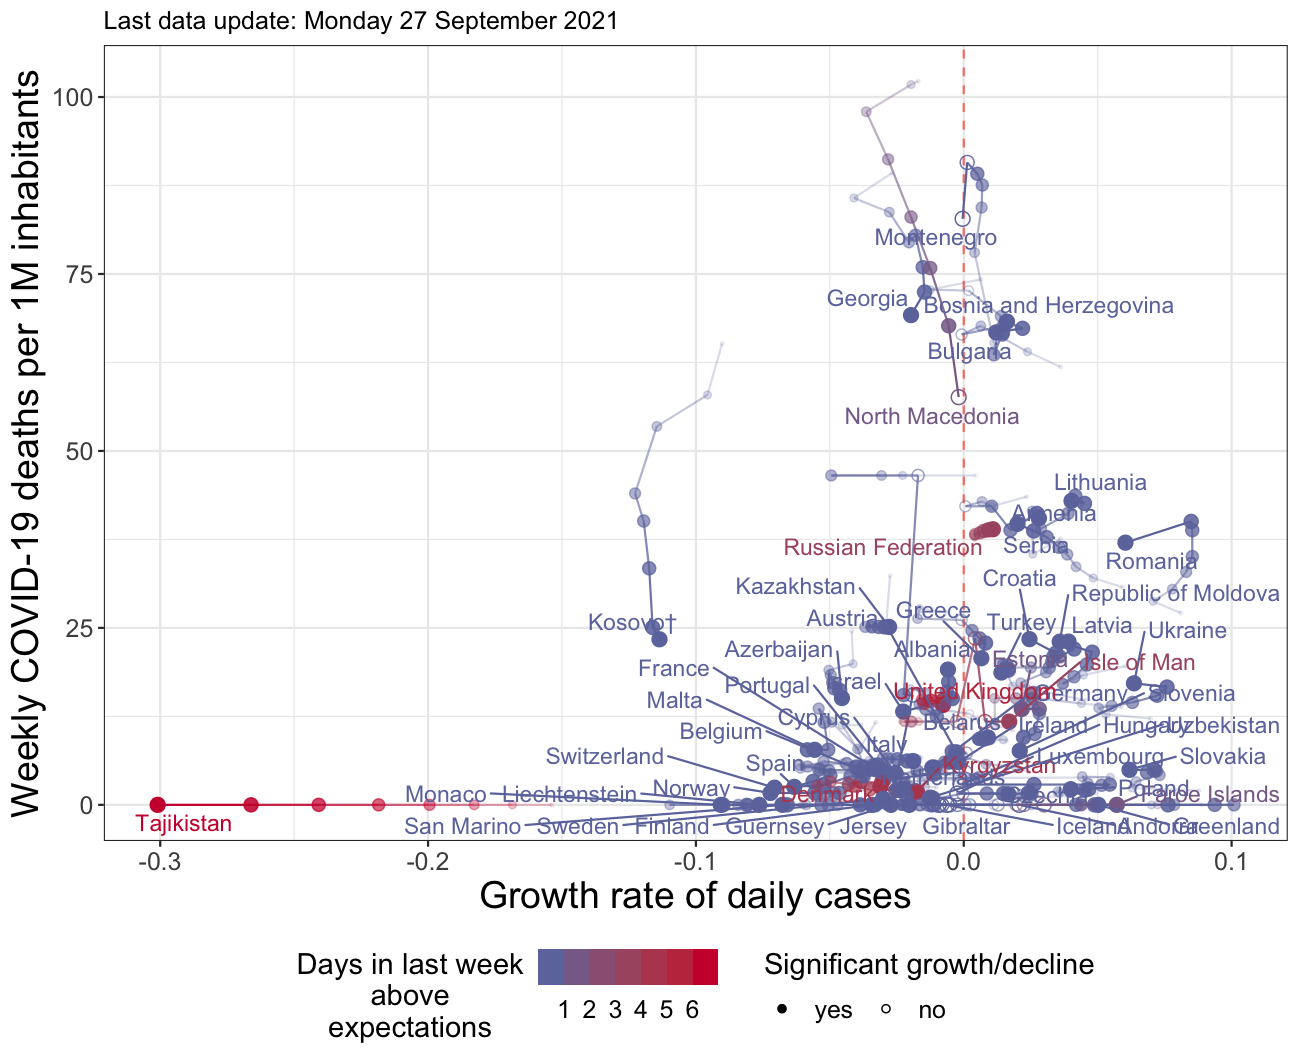 Last data update: Monday 27 September 2021
Weekly COVID-19 deaths per 1M inhabitants
100
75
50
25
0
Montenegro
Georgia
Bosnia and Herzegovina
Bulgaria
North Macedonia
Lithuania
Armenia
Russian Federation
Serbia
Romania
Croatia
Kazakhstan
Republic of Moldova
Austria
Greece
Kosovo†
Turkey
Latvia
Ukraine
Azerbaijan
Albania
Estonia
Isle of Man
France
Portugal
Israel
United Kingdom
Germany
Slovenia
Malta
Cyprus
Belarus
Ireland
Hungary
Uzbekistan
Belgium
Italy
Switzerland
Spain
Kyrgyzstan
Luxembourg
Slovakia
Monaco
Liechtenstein
Norway
Denmark
Poland
Faroe Islands
Tajikistan
San Marino
Sweden
Finland
Guernsey
Jersey
Gibraltar
Iceland
Andorra
Greenland
-0.3
-0.2
-0.1
0.0
0.1
Growth rate of daily cases
Days in last week
above
expectations
1 2 3 4 5 6
Significant growth/decline
yes
no